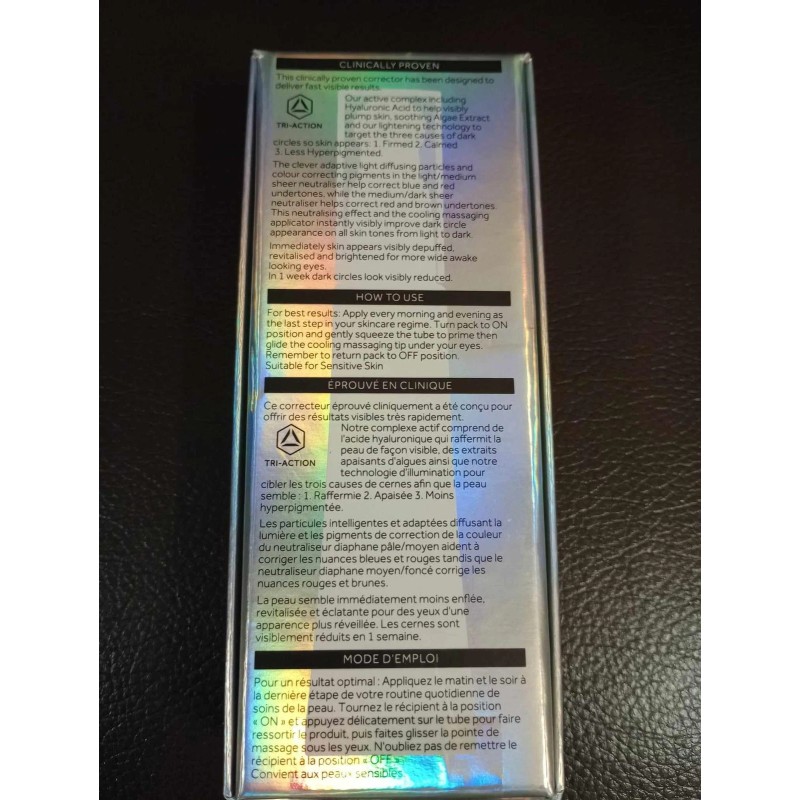 CLINICALLY PROVEN
This clinically proven corrector has been designed to
deliver fast visible results.
Our active complex including
Hyaluronic Acid to help visibly
plump skin, soothing Algae Extract
and our lightening technology to
target the three causes of dark
TRI-ACTION
circles so skin appears: 1. Firmed 2. Calmed
3. Less Hyperpigmented.
The clever adaptive light diffusing particles and
colour correcting pigments in the light/medium
sheer neutraliser help correct blue and red
undertones, while the medium/dark sheer
neutraliser helps correct red and brown undertones.
This neutralising effect and the cooling massaging
applicator instantly visibly improve dark circle
appearance on all skin tones from light to dark.
Immediately skin appears visibly depuffed,
revitalised and brightened for more wide awake
looking eyes.
In 1 week dark circles look visibly reduced.
HOW TO USE
For best results: Apply every morning and evening as
the last step in your skincare regime. Turn pack to ON
position and gently squeeze the tube to prime then
glide the cooling massaging tip under your eyes.
Remember to return pack to OFF position.
Suitable for Sensitive Skin
ÉPROUVÉ EN CLINIQUE
Ce correcteur éprouvé cliniquement a été conçu pour
offrir des résultats visibles très rapidement.
Notre complexe actif comprend de
l'acide hyaluronique qui raffermit la
peau de façon visible, des extraits
apaisants d'algues ainsi que notre
technologie d'illumination pour
TRI-ACTION
cibler les trois causes de cernes afin que la peau
semble : 1. Raffermie 2. Apaisée 3. Moins
hyperpigmentée.
Les particules intelligentes et adaptées diffusant la
lumière et les pigments de correction de la couleur
du neutraliseur diaphane pâle/moyen aident à
corriger les nuances bleues et rouges tandis que le
neutraliseur diaphane moyen/foncé corrige les
nuances rouges et brunes.
La peau semble immédiatement moins enflée,
revitalisée et éclatante pour des yeux d'une
apparence plus réveillée. Les cernes sont
visiblement réduits en 1 semaine.
MODE D'EMPLOI
Pour un résultat optimal : Appliquez le matin et le soir à
la dernière étape de votre routine quotidienne de
soins de la peau. Tournez le récipient à la position
« ON » et appuyez délicatement sur le tube pour faire
ressortir le produit, puis faites glisser la pointe de
massage sous les yeux. N'oubliez pas de remettre le
récipient à la position « OFF ».
Convient aux peaux sensibles